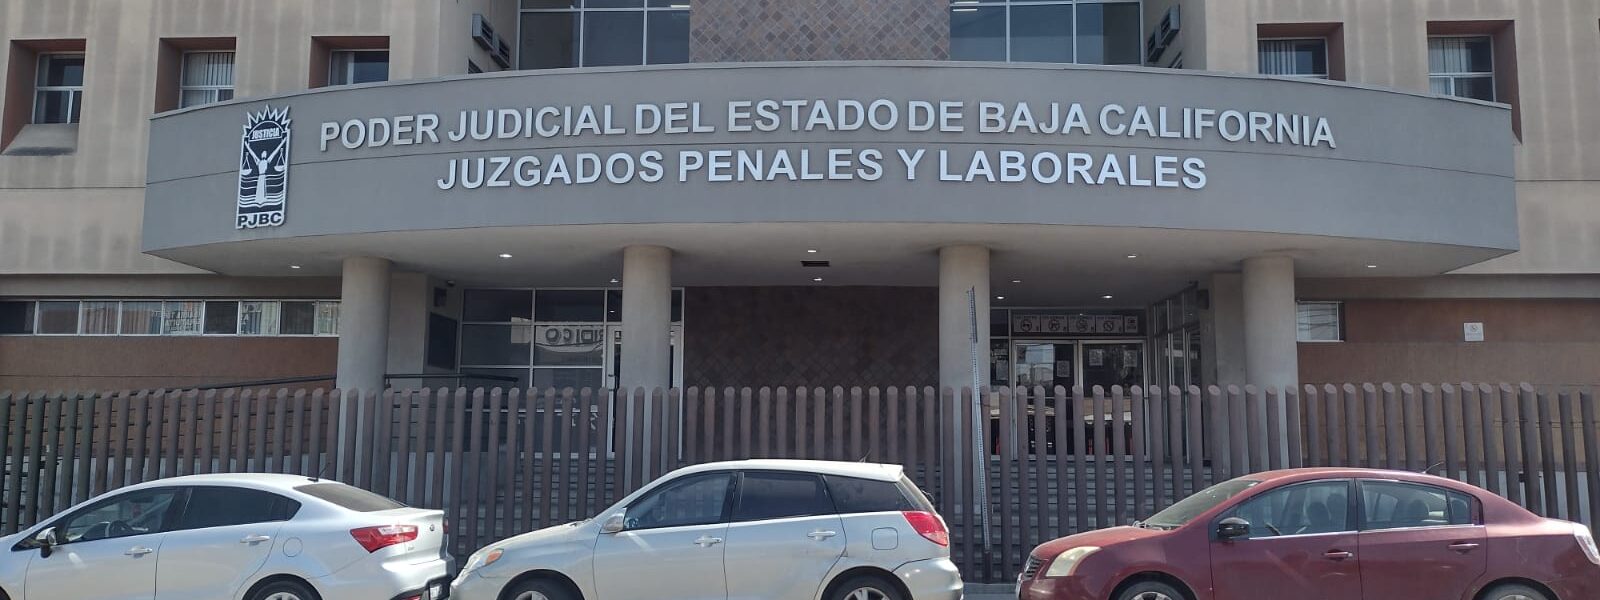 PODER JUDICIAL DEL ESTADO DE BAJA CALIFORNIA
JUZGADOS PENALES Y LABORALES
JUSTICIA
PJBC